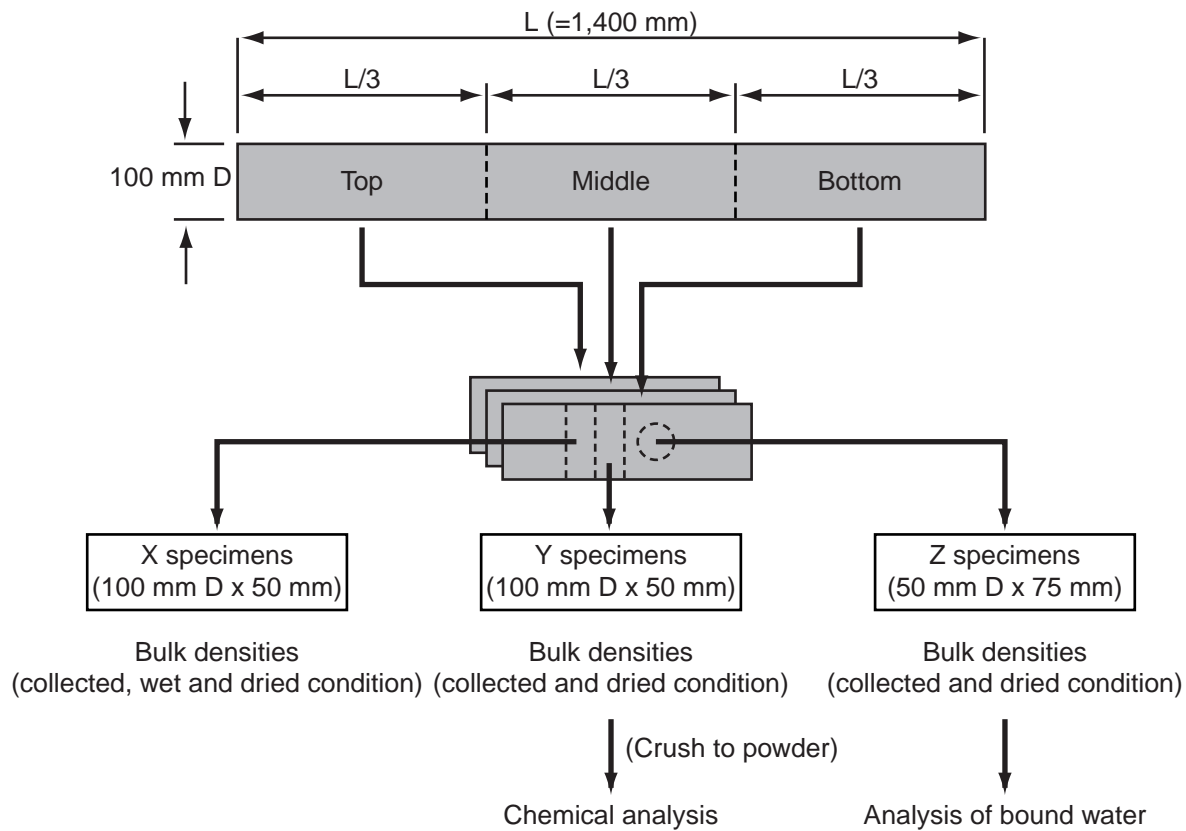 L (=1,400 mm)
L/3
L/3
L/3
100 mm D
Top
Middle
Bottom
X specimens
(100 mm D x 50 mm)
Y specimens
(100 mm D x 50 mm)
Z specimens
(50 mm D x 75 mm)
Bulk densities
(collected, wet and dried condition)
Bulk densities
(collected and dried condition)
Bulk densities
(collected and dried condition)
(Crush to powder)
Chemical analysis
Analysis of bound water